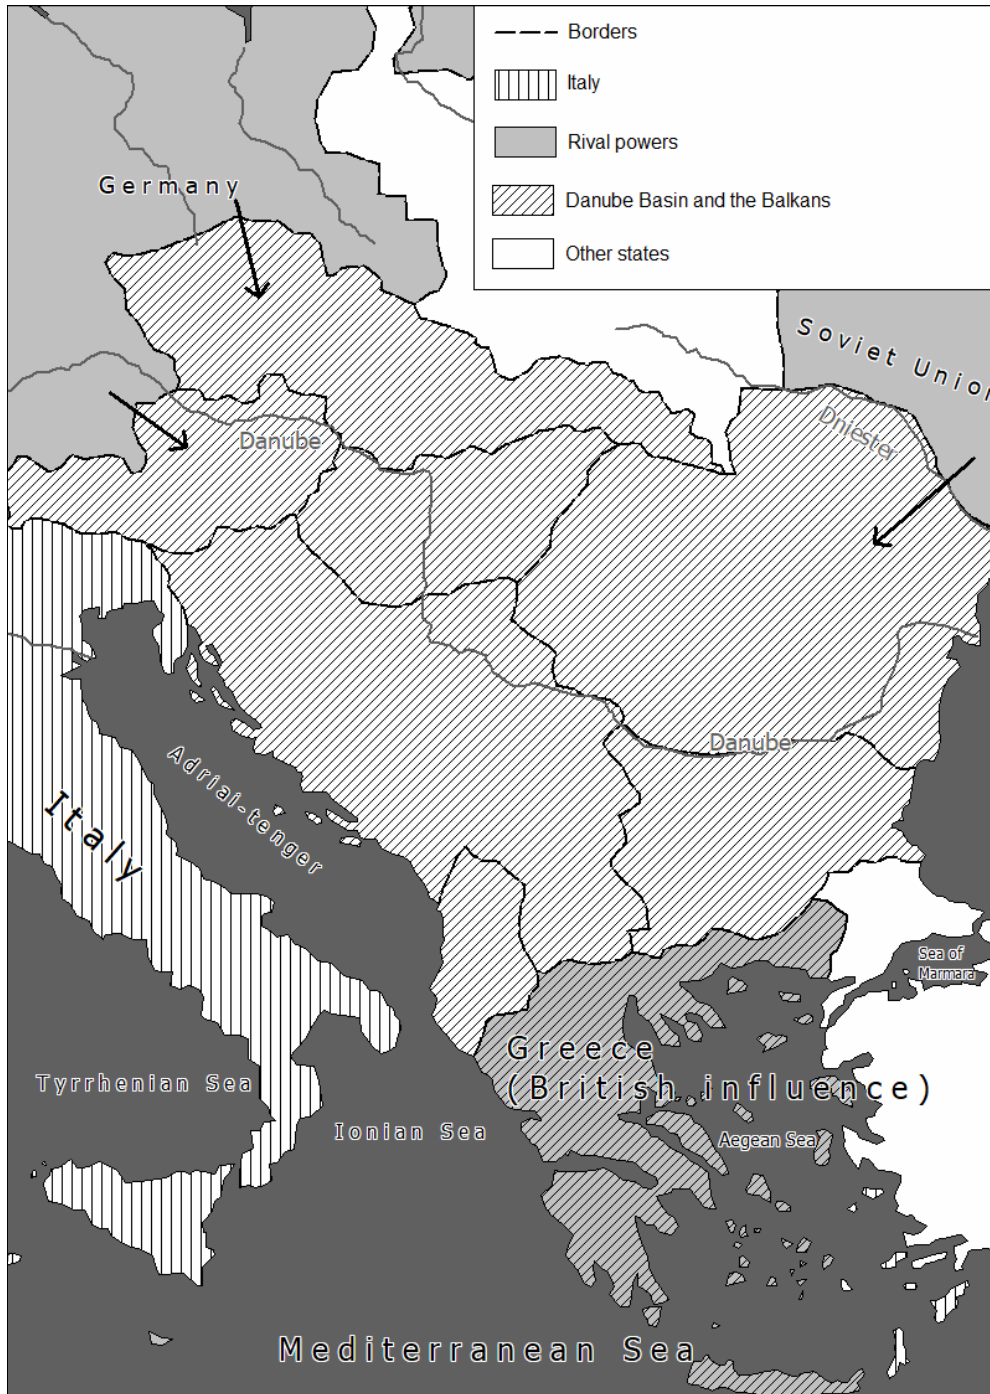 Borders
Italy
Rival powers
Danube Basin and the Balkans
Other states
Germany
Soviet Union
Dniester
Danube
Danube
Adriai-tenger
Italy
Sea of
Marmara
Greece
(British influence)
Tyrrhenian Sea
Ionian Sea
Aegean Sea
Mediterranean Sea